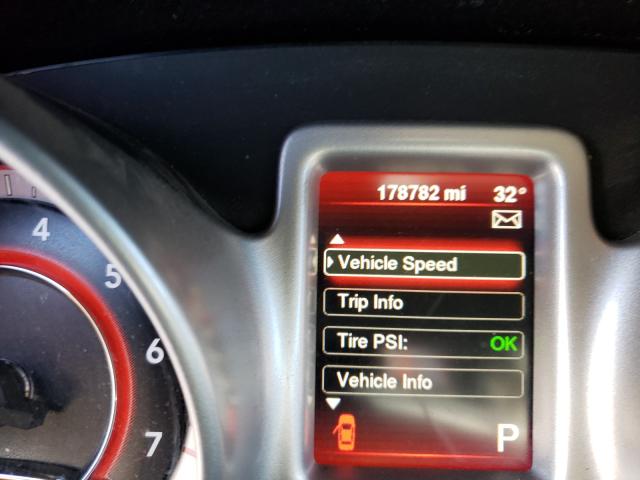 178782 mi 32°
Vehicle Speed
Trip Info
Tire PSI: OK
Vehicle Info
P
4
5
6
7